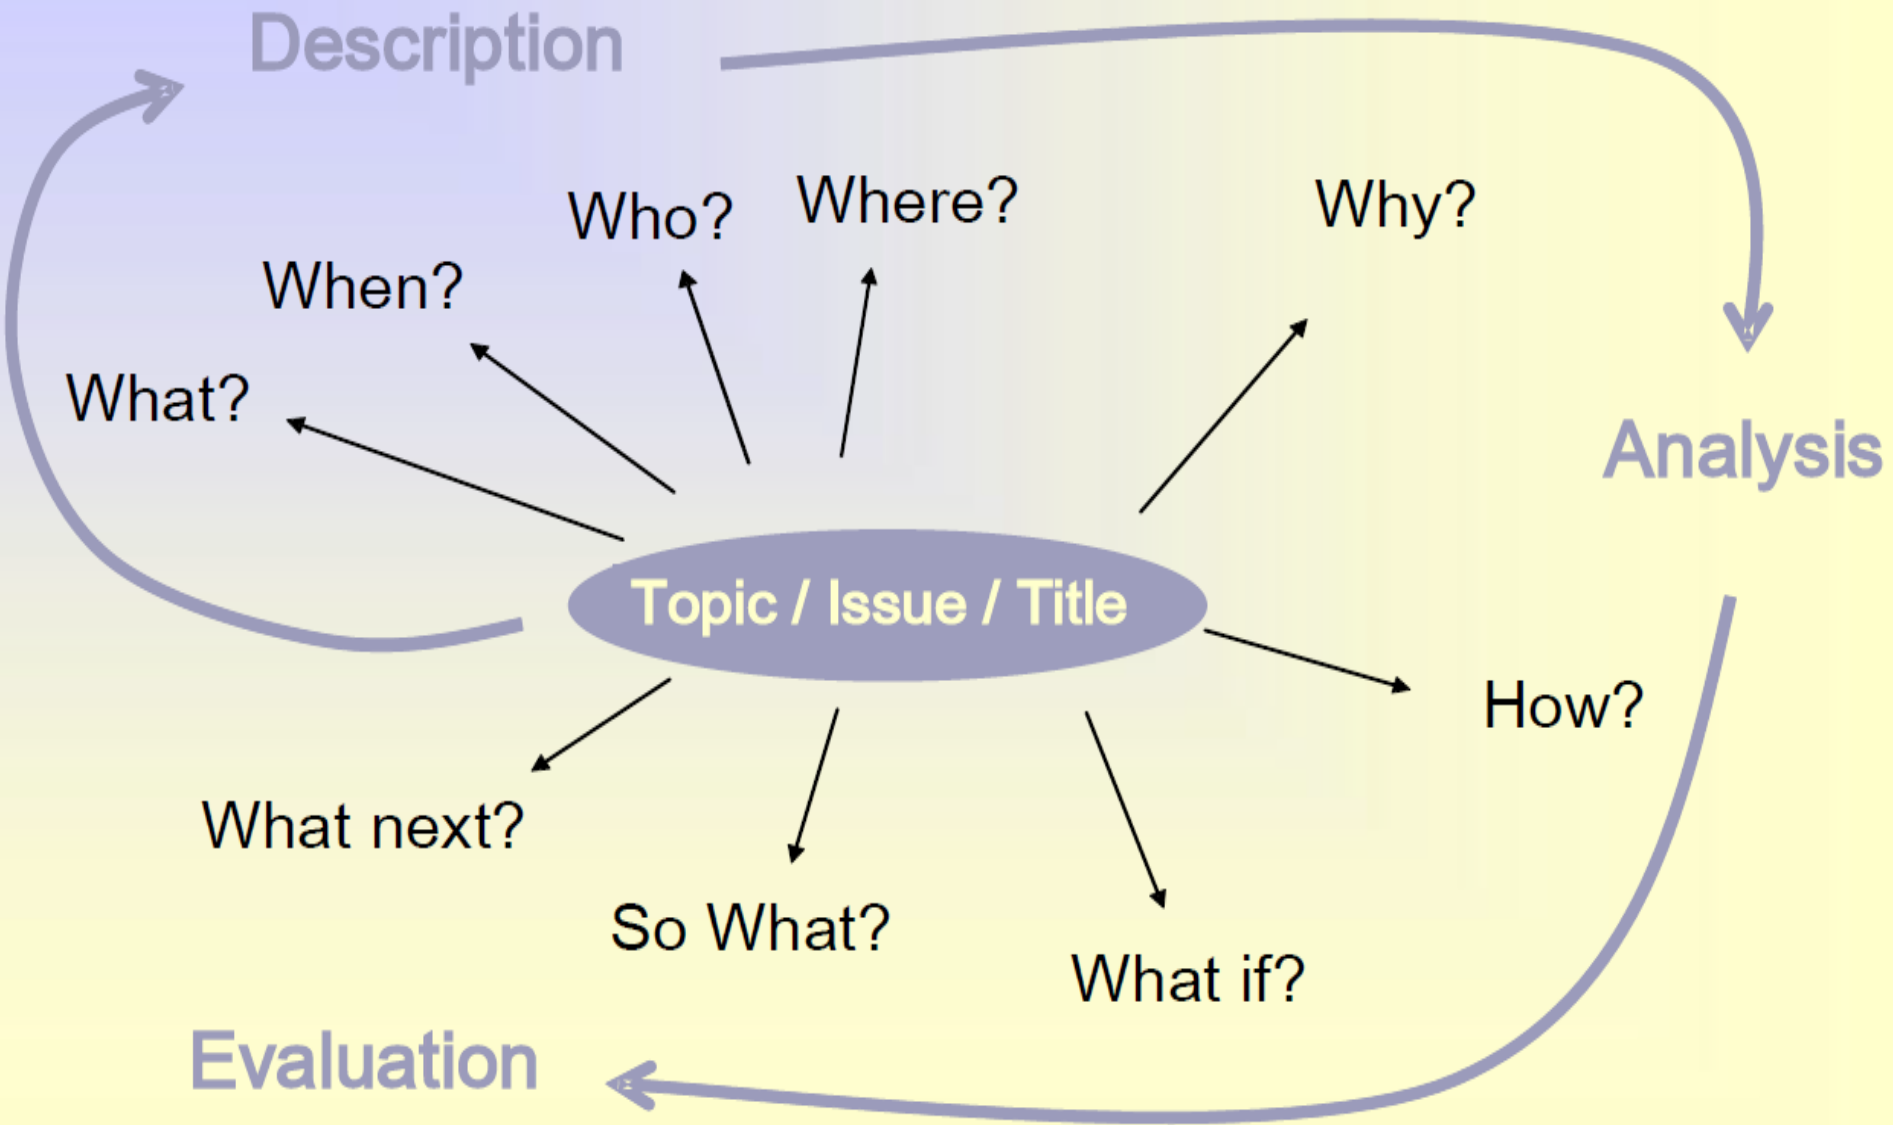 Description
Who?
Where?
Why?
When?
What?
Analysis
Topic / Issue / Title
How?
What next?
So What?
What if?
Evaluation